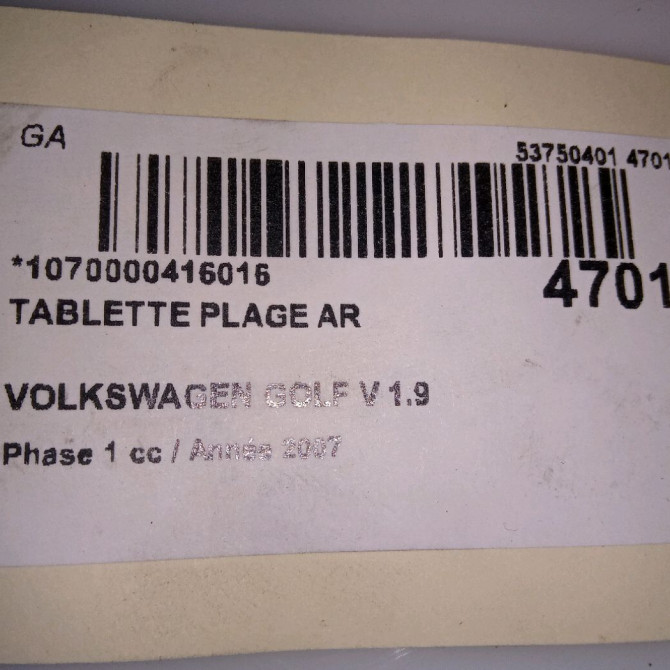 GA
53750401 4701
*1070000416016
4701
TABLETTE PLAGE AR
VOLKSWAGEN GOLF V 1.9
Phase 1 cc / Année 2007